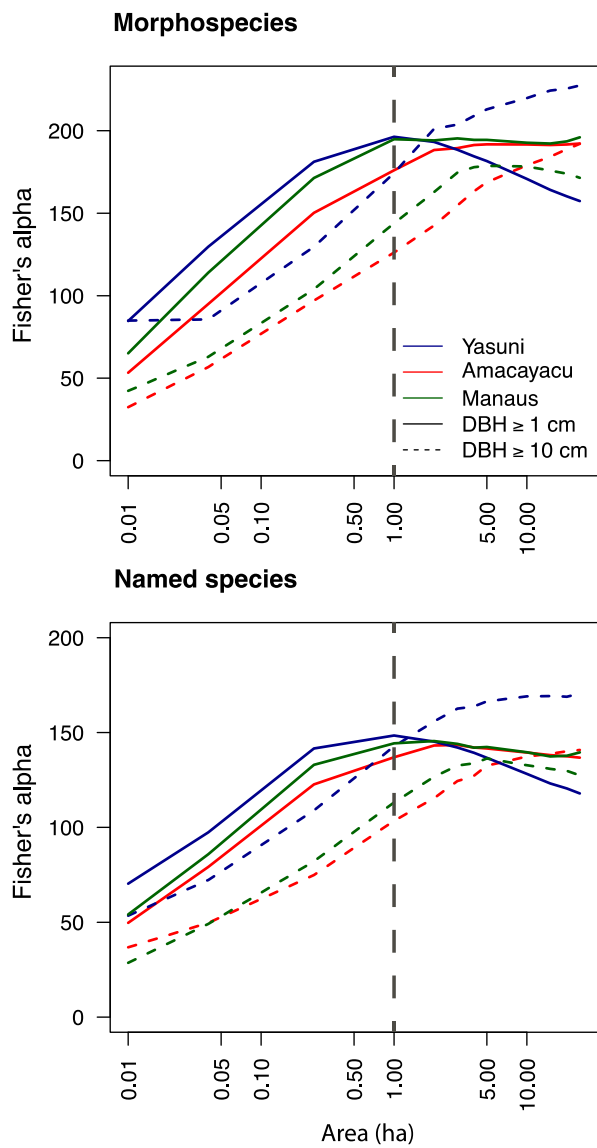 Morphospecies
Fisher's alpha
200
150
100
50
0
Yasuni
Amacayacu
Manaus
DBH ≥ 1 cm
DBH ≥ 10 cm
0.01
0.05
0.10
0.50
1.00
5.00
10.00
Named species
Fisher's alpha
200
150
100
50
0
0.01
0.05
0.10
0.50
1.00
5.00
10.00
Area (ha)